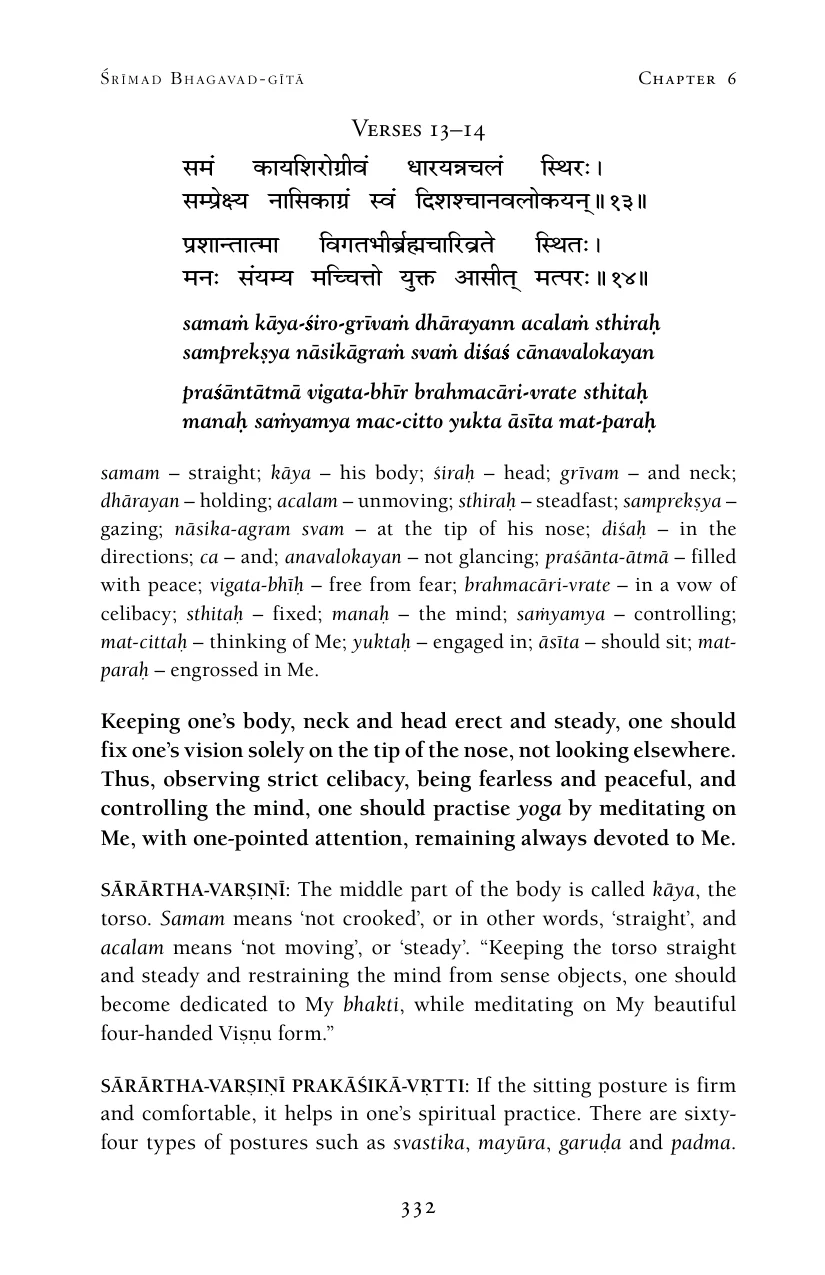 Śrīmad Bhagavad-gītā Chapter 6
Verses 13–14
समं कायशिरोग्रीवं धारयन्नचलं स्थिरः।
सम्प्रेक्ष्य नासिकाग्रं स्वं दिशश्चानवलोकयन्॥१३॥
प्रशान्तात्मा विगतभीर्ब्रह्मचारिव्रते स्थितः।
मनः संयम्य मच्चित्तो युक्त आसीत् मत्परः॥१४॥
samaṁ kāya-śiro-grīvaṁ dhārayann acalaṁ sthiraḥ
samprekṣya nāsikāgraṁ svaṁ diśaś cānavalokayan
praśāntātmā vigata-bhīr brahmacāri-vrate sthitaḥ
manaḥ saṁyamya mac-citto yukta āsīta mat-paraḥ
samam – straight; kāya – his body; śiraḥ – head; grīvam – and neck;
dhārayan – holding; acalam – unmoving; sthiraḥ – steadfast; samprekṣya –
gazing; nāsika-agram svam – at the tip of his nose; diśaḥ – in the
directions; ca – and; anavalokayan – not glancing; praśānta-ātmā – filled
with peace; vigata-bhīḥ – free from fear; brahmacāri-vrate – in a vow of
celibacy; sthitaḥ – fixed; manaḥ – the mind; saṁyamya – controlling;
mat-cittaḥ – thinking of Me; yuktaḥ – engaged in; āsīta – should sit; mat-
paraḥ – engrossed in Me.
Keeping one’s body, neck and head erect and steady, one should
fix one’s vision solely on the tip of the nose, not looking elsewhere.
Thus, observing strict celibacy, being fearless and peaceful, and
controlling the mind, one should practise yoga by meditating on
Me, with one-pointed attention, remaining always devoted to Me.
SĀRĀRTHA-VARṢIṆĪ: The middle part of the body is called kāya, the
torso. Samam means ‘not crooked’, or in other words, ‘straight’, and
acalam means ‘not moving’, or ‘steady’. “Keeping the torso straight
and steady and restraining the mind from sense objects, one should
become dedicated to My bhakti, while meditating on My beautiful
four-handed Viṣṇu form.”
SĀRĀRTHA-VARṢIṆĪ PRAKĀŚIKĀ-VṚTTI: If the sitting posture is firm
and comfortable, it helps in one’s spiritual practice. There are sixty-
four types of postures such as svastika, mayūra, garuḍa and padma.
332